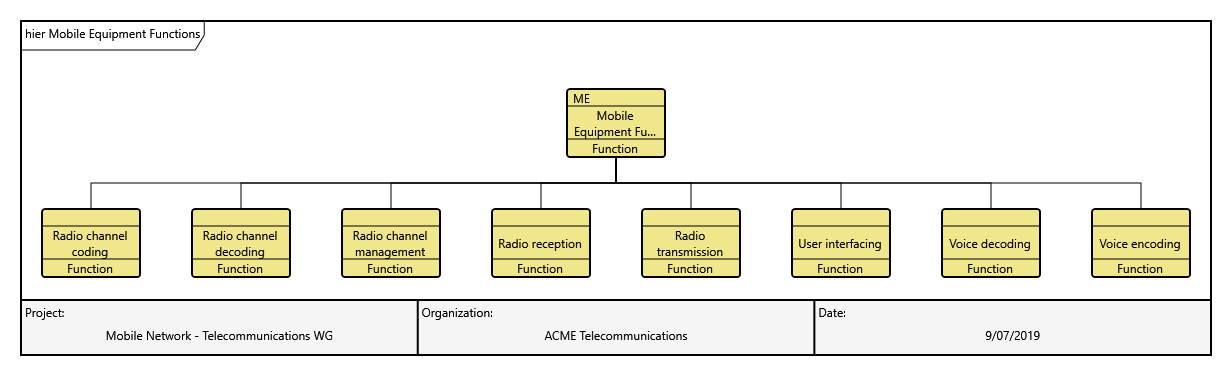 hier Mobile Equipment Functions
ME
Mobile
Equipment Fu...
Function
Radio channel
coding
Function
Radio channel
decoding
Function
Radio channel
management
Function
Radio reception
Function
Radio
transmission
Function
User interfacing
Function
Voice decoding
Function
Voice encoding
Function
Project:
Mobile Network - Telecommunications WG
Organization:
ACME Telecommunications
Date:
9/07/2019